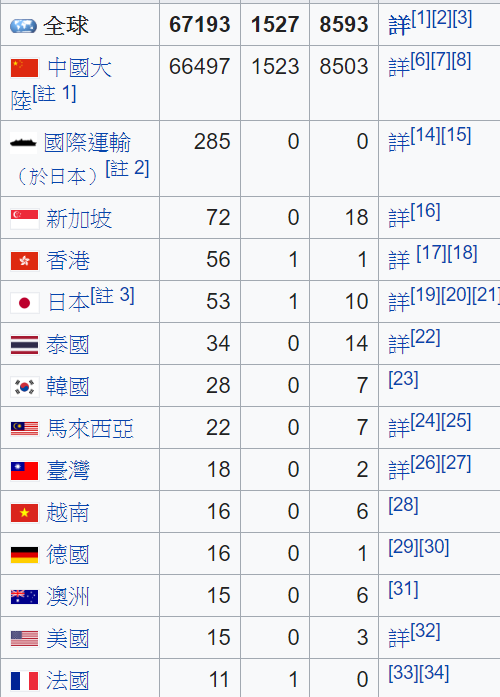 全球 67193 1527 8593 詳[1][2][3]
中國大 66497 1523 8503 詳[6][7][8]
陸[註 1]
國際運輸 285 0 0 詳[14][15]
（於日本）[註 2]
新加坡 72 0 18 詳[16]
香港 56 1 1 詳 [17][18]
日本[註 3] 53 1 10 詳[19][20][21]
泰國 34 0 14 詳[22]
韓國 28 0 7 [23]
馬來西亞 22 0 7 詳[24][25]
臺灣 18 0 2 詳[26][27]
越南 16 0 6 [28]
德國 16 0 1 [29][30]
澳洲 15 0 6 [31]
美國 15 0 3 詳[32]
法國 11 1 0 [33][34]